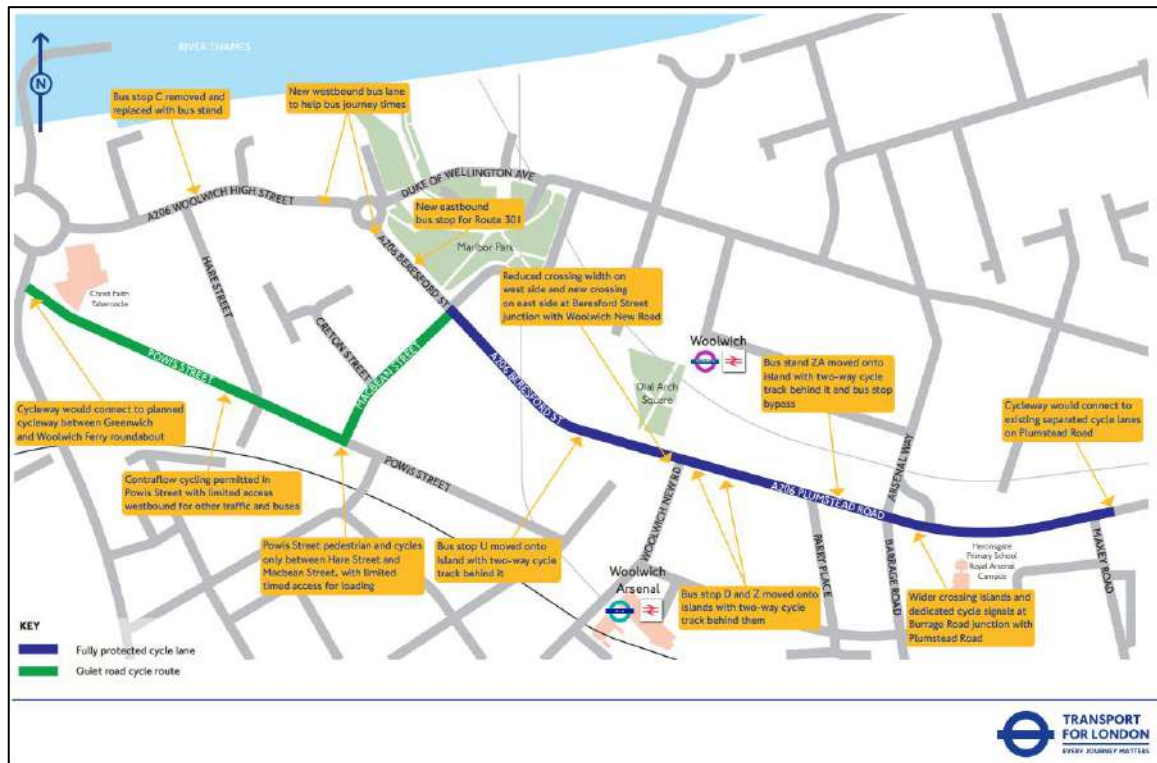 RIVER THAMES
N
Bus stop C removed and
replaced with bus stand
New westbound bus lane
to help bus journey times
DUKE OF WELLINGTON AVE
A206 WOOLWICH HIGH STREET
New eastbound
bus stop for Route 301
Maribor Park
A206 BERESFORD ST
HARE STREET
Reduced crossing width on
west side and new crossing
on east side at Beresford Street
junction with Woolwich New Road
Christ Faith
Tabernacle
CRETON STREET
MACBEAN STREET
POWIS STREET
A206 BERESFORD ST
Woolwich
Dial Arch
Square
Bus stand ZA moved onto
island with two-way cycle
track behind it and bus stop
bypass
Cycleway would connect to
existing separated cycle lanes
on Plumstead Road
Cycleway would connect to planned
cycleway between Greenwich
and Woolwich Ferry roundabout
POWIS STREET
ARSENAL WAY
Contraflow cycling permitted in
Powis Street with limited access
westbound for other traffic and buses
WOOLWICH NEW RD
A206 PLUMSTEAD ROAD
Powis Street pedestrian and cycles
only between Hare Street and
Macbean Street, with limited
timed access for loading
Bus stop U moved onto
island with two-way cycle
track behind it
PARRY PLACE
BARRAGE ROAD
Heronsgate
Primary School
Royal Arsenal
Campus
MAXEY ROAD
Woolwich
Arsenal
Bus stop D and Z moved onto
islands with two-way cycle
track behind them
Wider crossing islands and
dedicated cycle signals at
Burrage Road junction with
Plumstead Road
KEY
Fully protected cycle lane
Quiet road cycle route
TRANSPORT
FOR LONDON
EVERY JOURNEY MATTERS